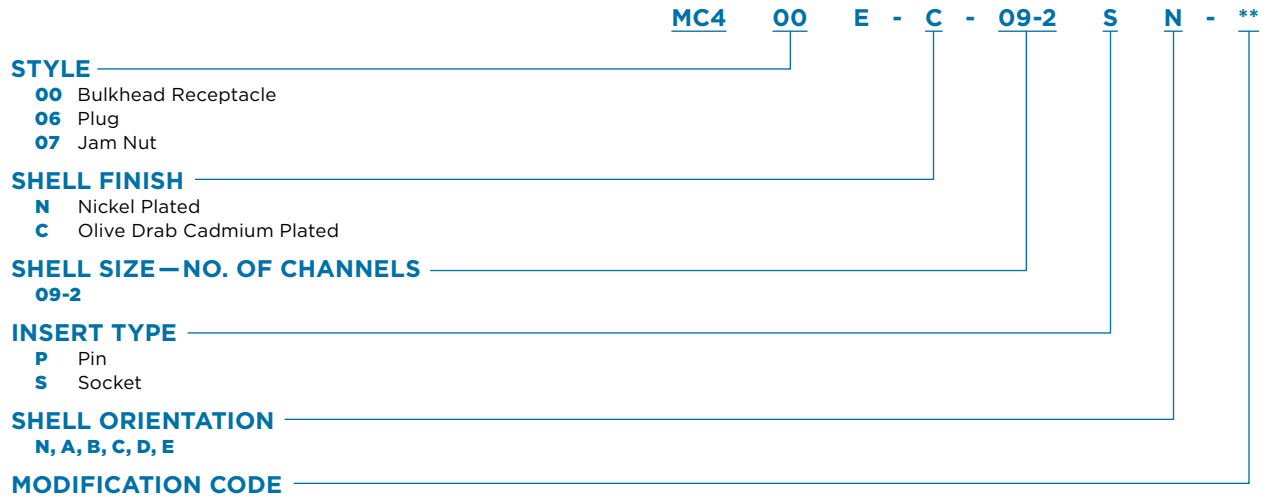 MC4 00 E - C - 09-2 S N - **
STYLE
00 Bulkhead Receptacle
06 Plug
07 Jam Nut
SHELL FINISH
N Nickel Plated
C Olive Drab Cadmium Plated
SHELL SIZE—NO. OF CHANNELS
09-2
INSERT TYPE
P Pin
S Socket
SHELL ORIENTATION
N, A, B, C, D, E
MODIFICATION CODE